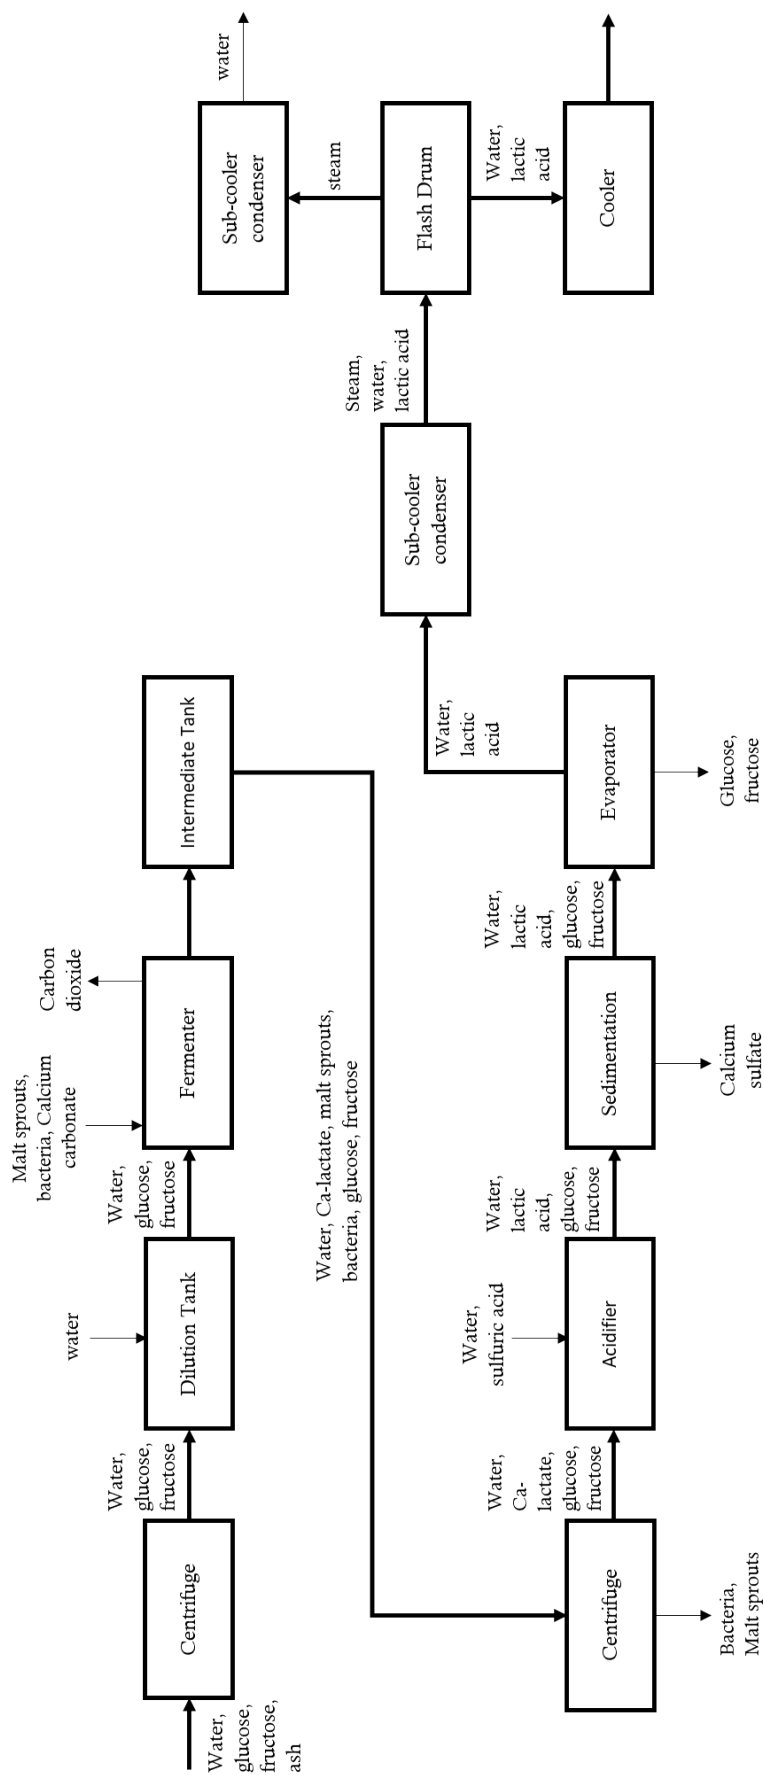 Water,
glucose,
fructose,
ash
Centrifuge
Water,
glucose,
fructose
water
Dilution Tank
Water,
glucose,
fructose
Malt sprouts,
bacteria, Calcium
carbonate
Fermenter
Carbon
dioxide
Intermediate Tank
Water, Ca-lactate, malt sprouts,
bacteria, glucose, fructose
Centrifuge
Bacteria,
Malt sprouts
Water,
Ca-
lactate,
glucose,
fructose
Water,
sulfuric acid
Acidifier
Water,
lactic
acid,
glucose,
fructose
Sedimentation
Calcium
sulfate
Water,
lactic
acid,
glucose,
fructose
Evaporator
Glucose,
fructose
Water,
lactic
acid
Sub-cooler
condenser
Steam,
water,
lactic acid
Flash Drum
steam
Sub-cooler
condenser
water
Water,
lactic
acid
Cooler